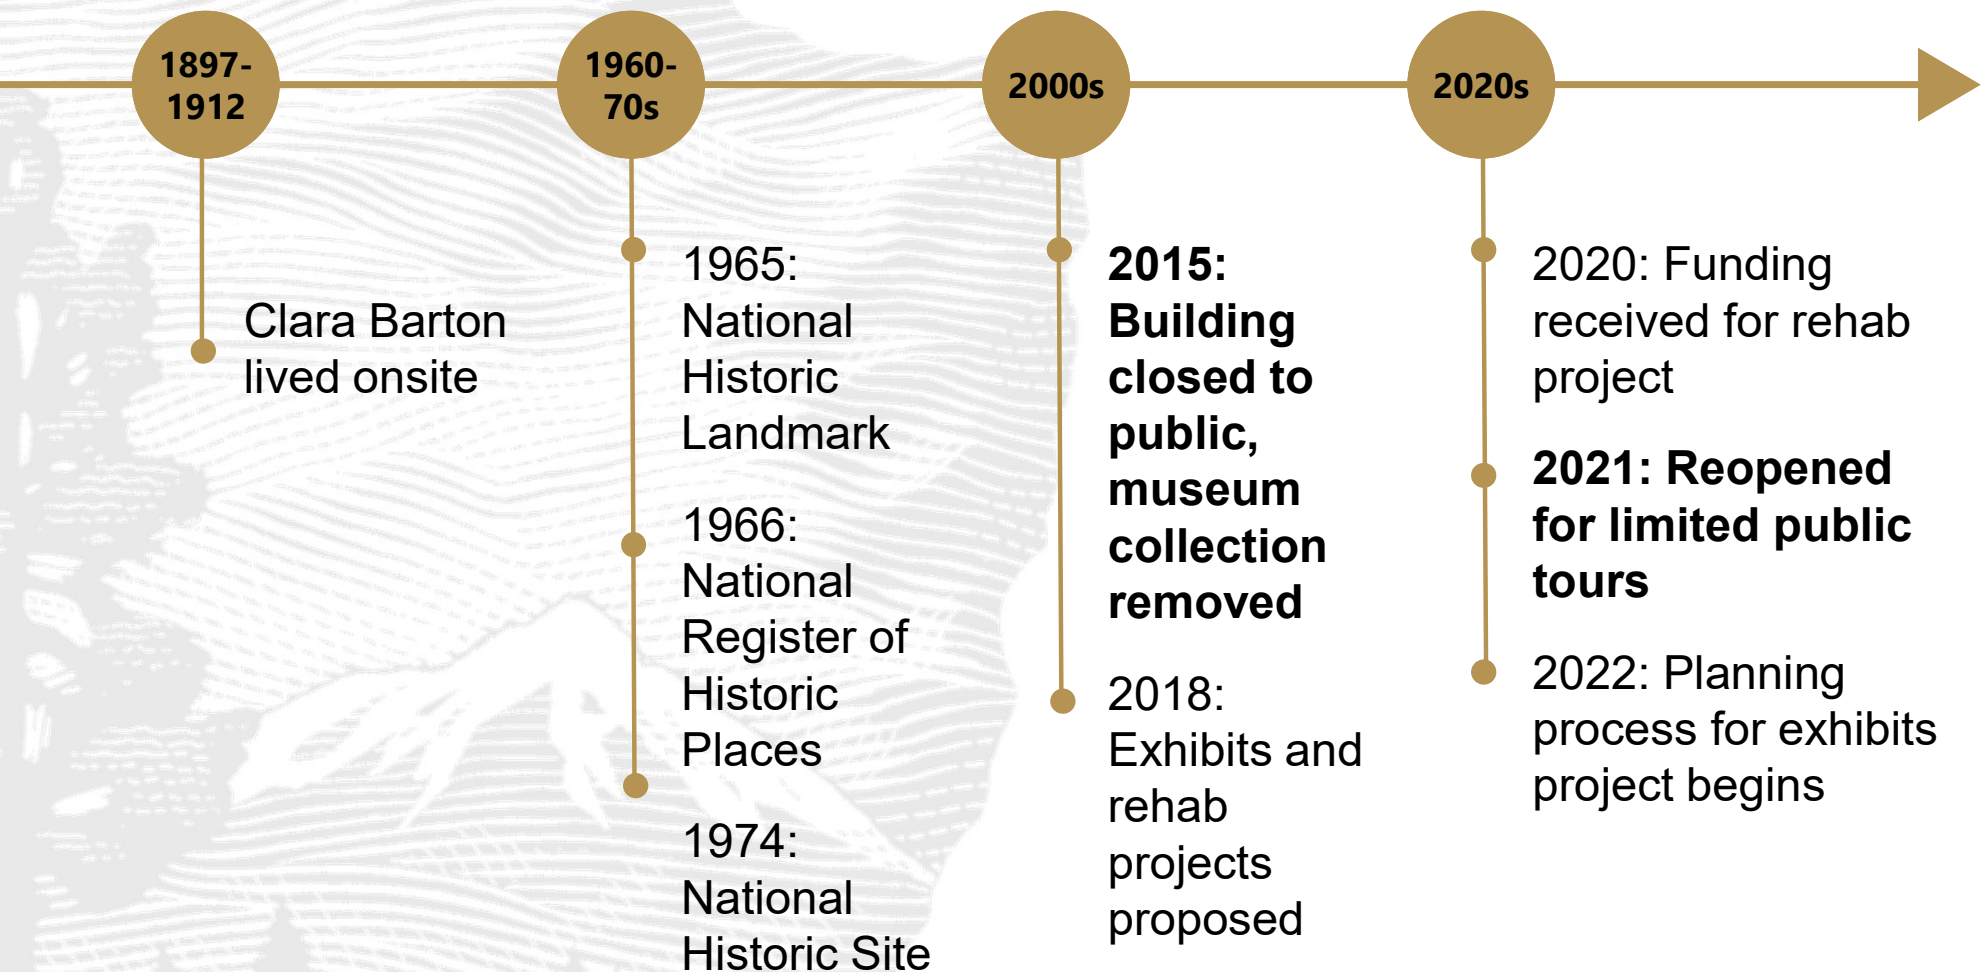 1897-
1912
1960-
70s
2000s
2020s
Clara Barton
lived onsite
1965:
National
Historic
Landmark
1966:
National
Register of
Historic
Places
1974:
National
Historic Site
2015:
Building
closed to
public,
museum
collection
removed
2018:
Exhibits and
rehab
projects
proposed
2020: Funding
received for rehab
project
2021: Reopened
for limited public
tours
2022: Planning
process for exhibits
project begins